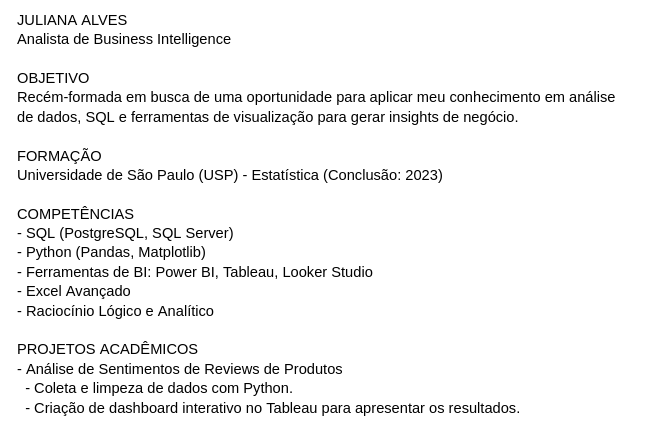 JULIANA ALVES
Analista de Business Intelligence
OBJETIVO
Recém-formada em busca de uma oportunidade para aplicar meu conhecimento em análise
de dados, SQL e ferramentas de visualização para gerar insights de negócio.
FORMAÇÃO
Universidade de São Paulo (USP) - Estatística (Conclusão: 2023)
COMPETÊNCIAS
- SQL (PostgreSQL, SQL Server)
- Python (Pandas, Matplotlib)
- Ferramentas de BI: Power BI, Tableau, Looker Studio
- Excel Avançado
- Raciocínio Lógico e Analítico
PROJETOS ACADÊMICOS
- Análise de Sentimentos de Reviews de Produtos
- Coleta e limpeza de dados com Python.
- Criação de dashboard interativo no Tableau para apresentar os resultados.